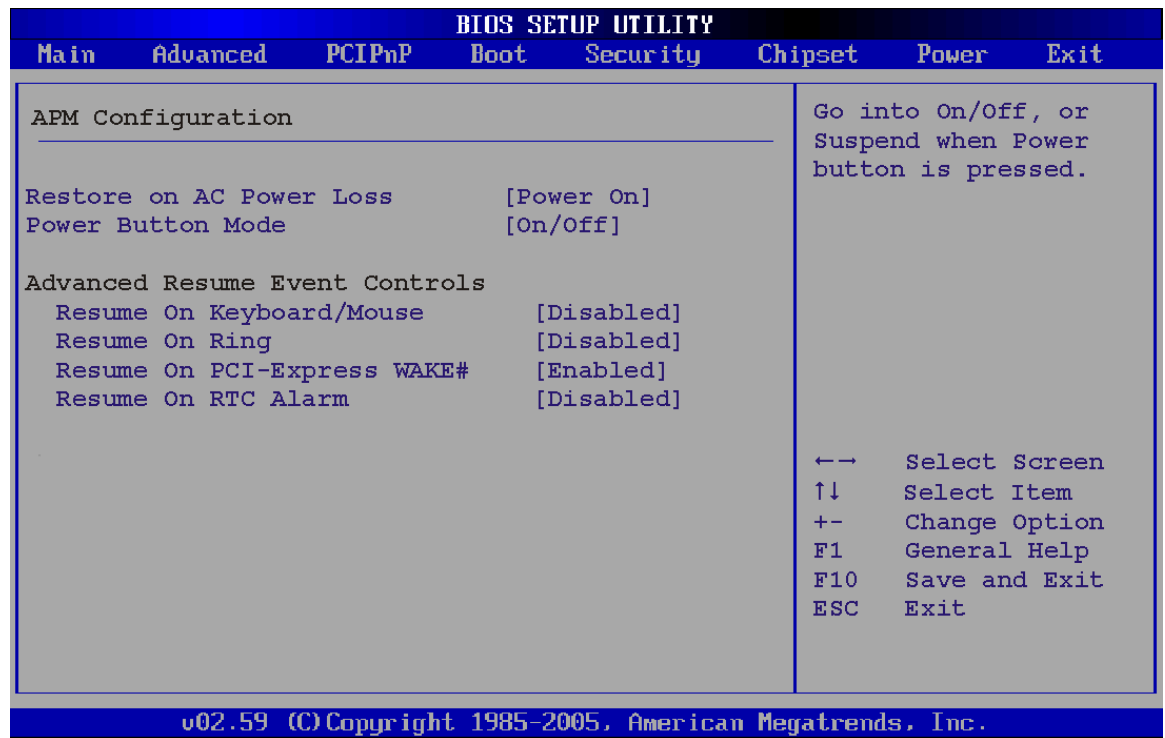 BIOS SETUP UTILITY
Main Advanced PCIPnP Boot Security Chipset Power Exit
APM Configuration
Restore on AC Power Loss [Power On]
Power Button Mode [On/Off]
Advanced Resume Event Controls
Resume On Keyboard/Mouse [Disabled]
Resume On Ring [Disabled]
Resume On PCI-Express WAKE# [Enabled]
Resume On RTC Alarm [Disabled]
Go into On/Off, or
Suspend when Power
button is pressed.
←→ Select Screen
↑↓ Select Item
+- Change Option
F1 General Help
F10 Save and Exit
ESC Exit
v02.59 (C)Copyright 1985-2005, American Megatrends, Inc.